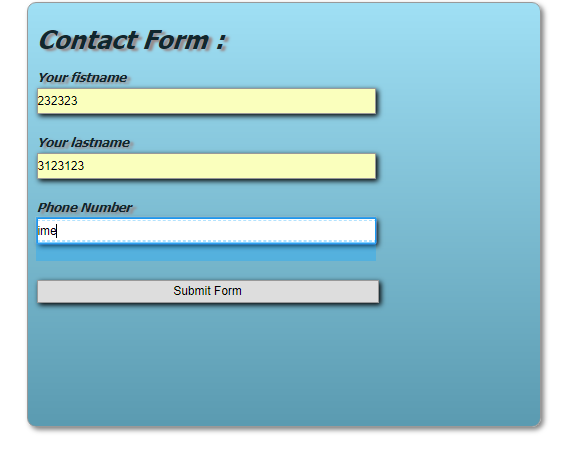 Contact Form :
Your fistname
232323
Your lastname
3123123
Phone Number
ime
Submit Form